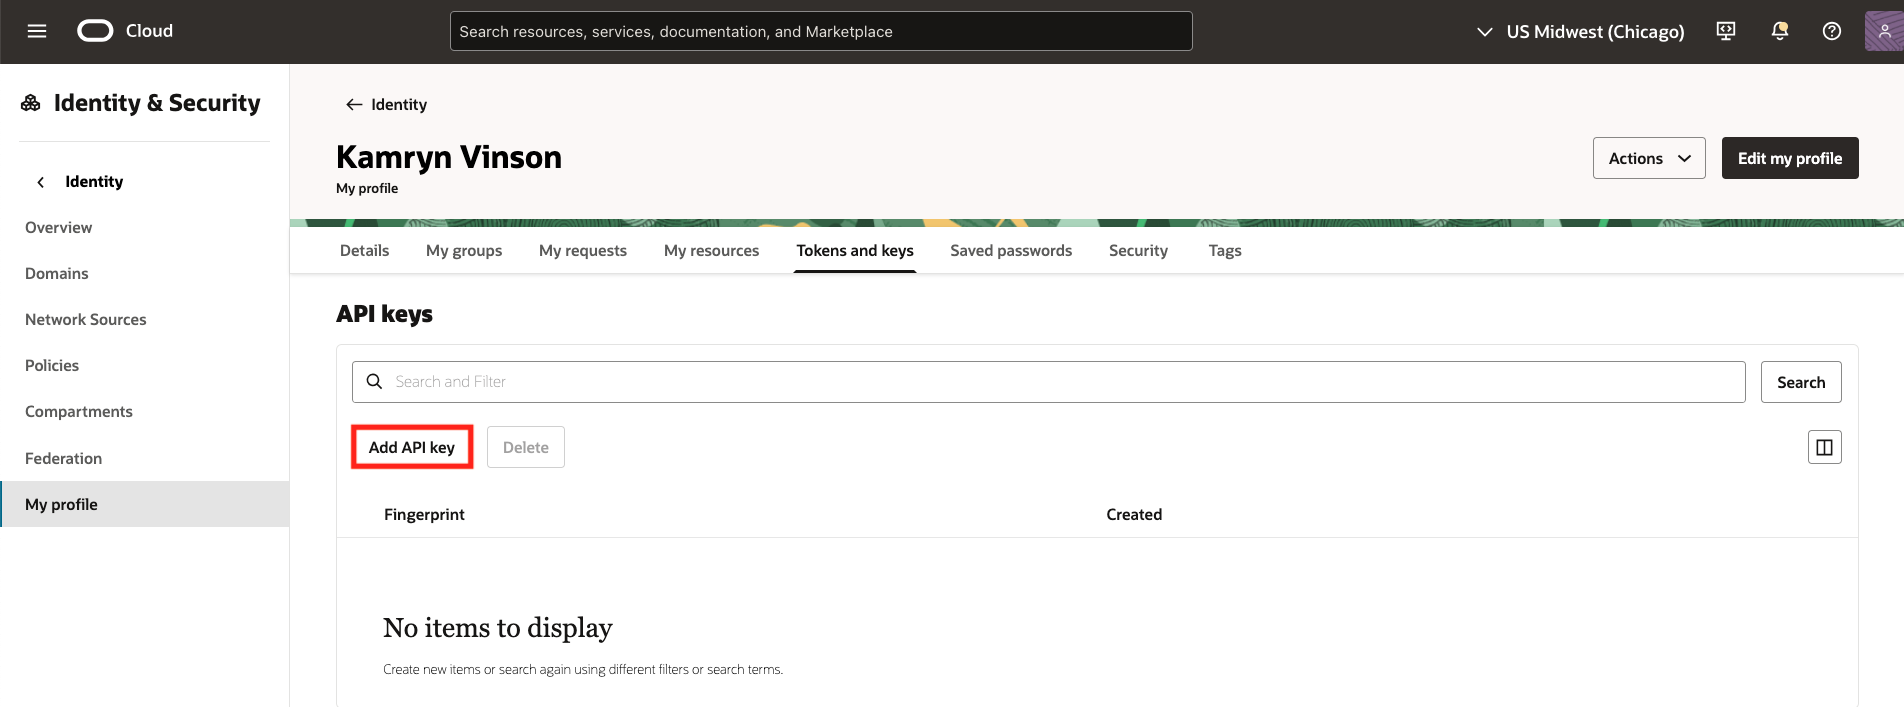 Cloud
Search resources, services, documentation, and Marketplace
US Midwest (Chicago)
Identity & Security
Identity
Overview
Domains
Network Sources
Policies
Compartments
Federation
My profile
Identity
Kamryn Vinson
My profile
Actions
Edit my profile
Details My groups My requests My resources Tokens and keys Saved passwords Security Tags
API keys
Search and Filter
Search
Add API key Delete
Fingerprint Created
No items to display
Create new items or search again using different filters or search terms.